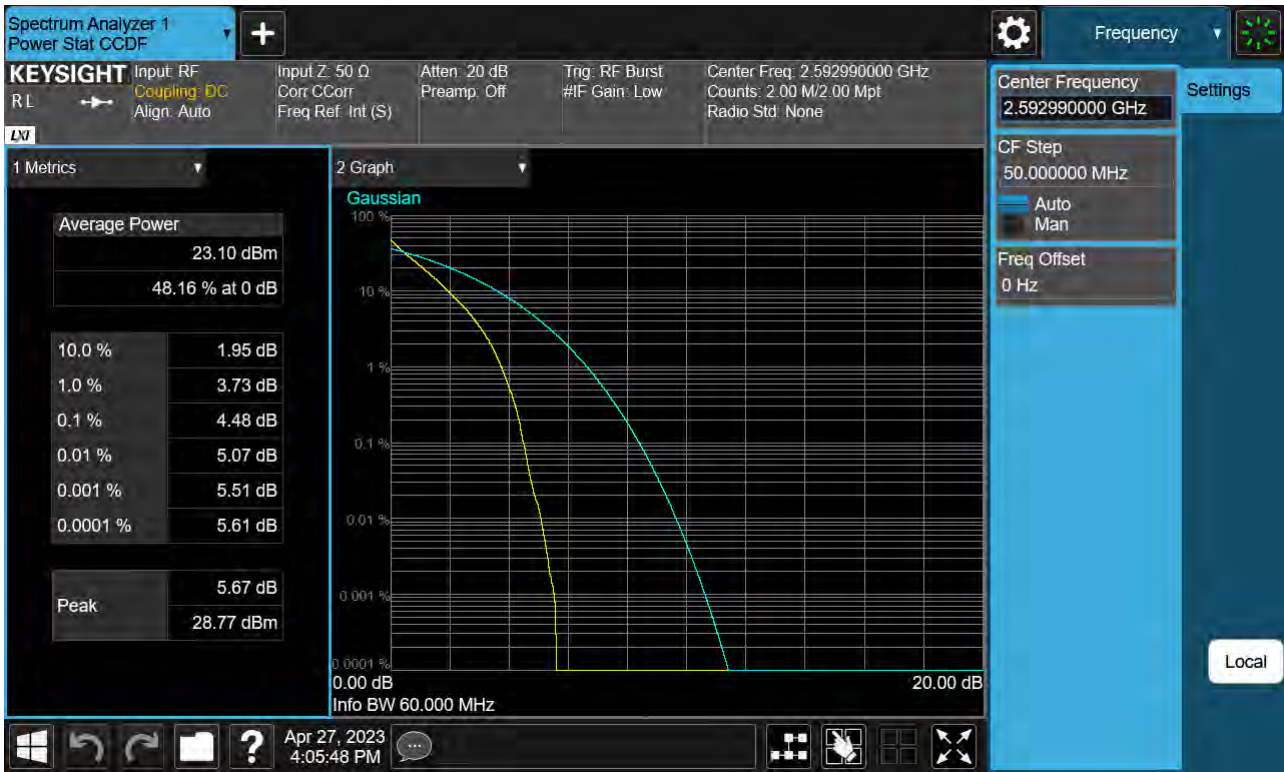 Spectrum Analyzer 1
Power Stat CCDF
Frequency
KEYSIGHT
R L
LXI
Input: RF
Coupling: DC
Align: Auto
Input Z: 50 Ω
Corr CCorr
Freq Ref: Int (S)
Atten: 20 dB
Preamp: Off
Trig: RF Burst
#IF Gain: Low
Center Freq: 2.592990000 GHz
Counts: 2.00 M/2.00 Mpt
Radio Std: None
Center Frequency
2.592990000 GHz
Settings
CF Step
50.000000 MHz
Auto
Man
Freq Offset
0 Hz
1 Metrics
Average Power
23.10 dBm
48.16 % at 0 dB
10.0 % 1.95 dB
1.0 % 3.73 dB
0.1 % 4.48 dB
0.01 % 5.07 dB
0.001 % 5.51 dB
0.0001 % 5.61 dB
Peak
5.67 dB
28.77 dBm
2 Graph
Gaussian
100 %
10 %
1 %
0.1 %
0.01 %
0.001 %
0.0001 %
0.00 dB 20.00 dB
Info BW 60.000 MHz
Local
?
Apr 27, 2023
4:05:48 PM